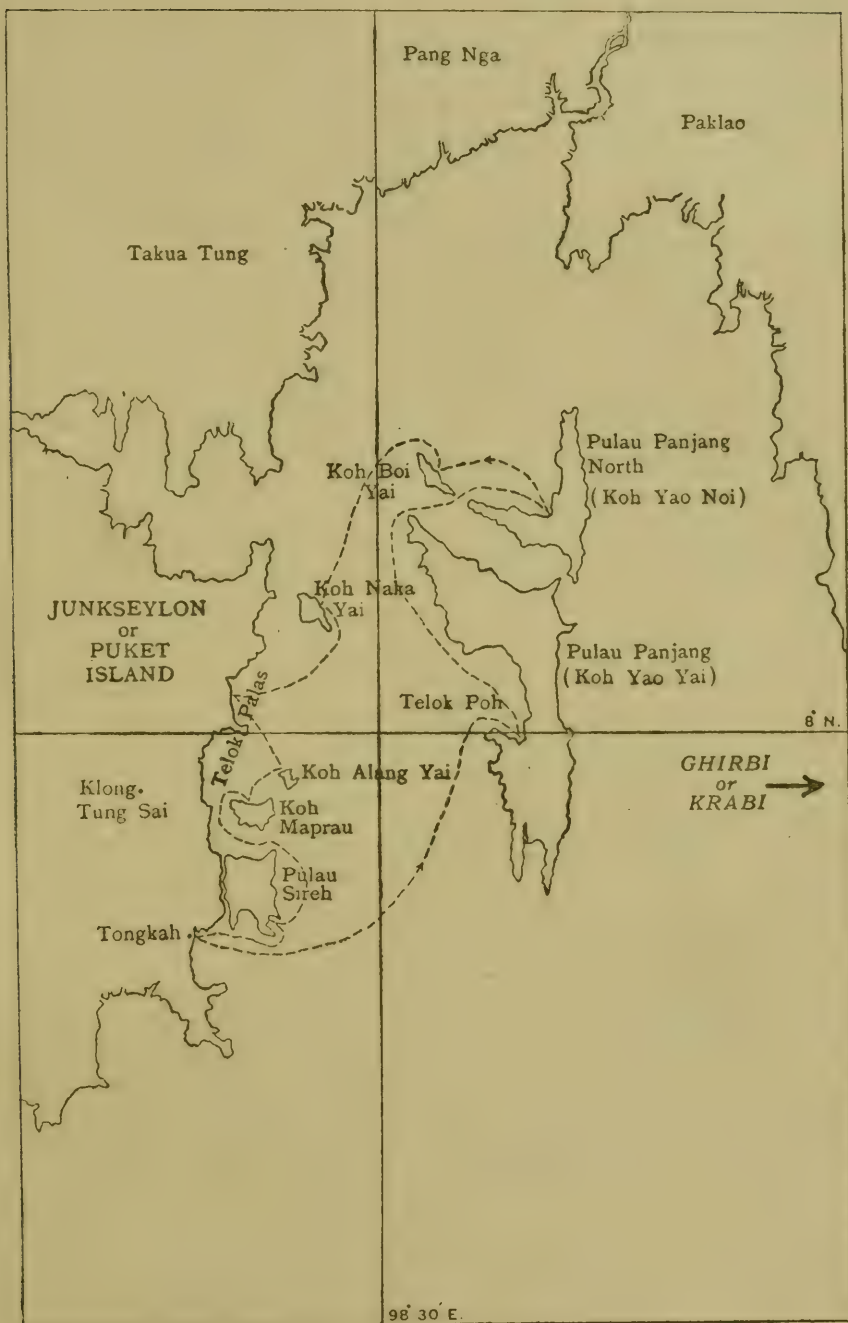 Pang Nga
Paklao
Takua Tung
Koh Boi
Yai
Pulau Panjang
North
(Koh Yao Noi)
Koh Naka
Yai
JUNKSEYLON
or
PUKET
ISLAND
Pulau Panjang
(Koh Yao Yai)
Telok Palas
Telok Poh
8° N.
Koh Alang Yai
GHIRBI
or
KRABI
Klong.
Tung Sai
Koh
Maprau
Pulau
Sireh
Tongkah
98° 30' E.